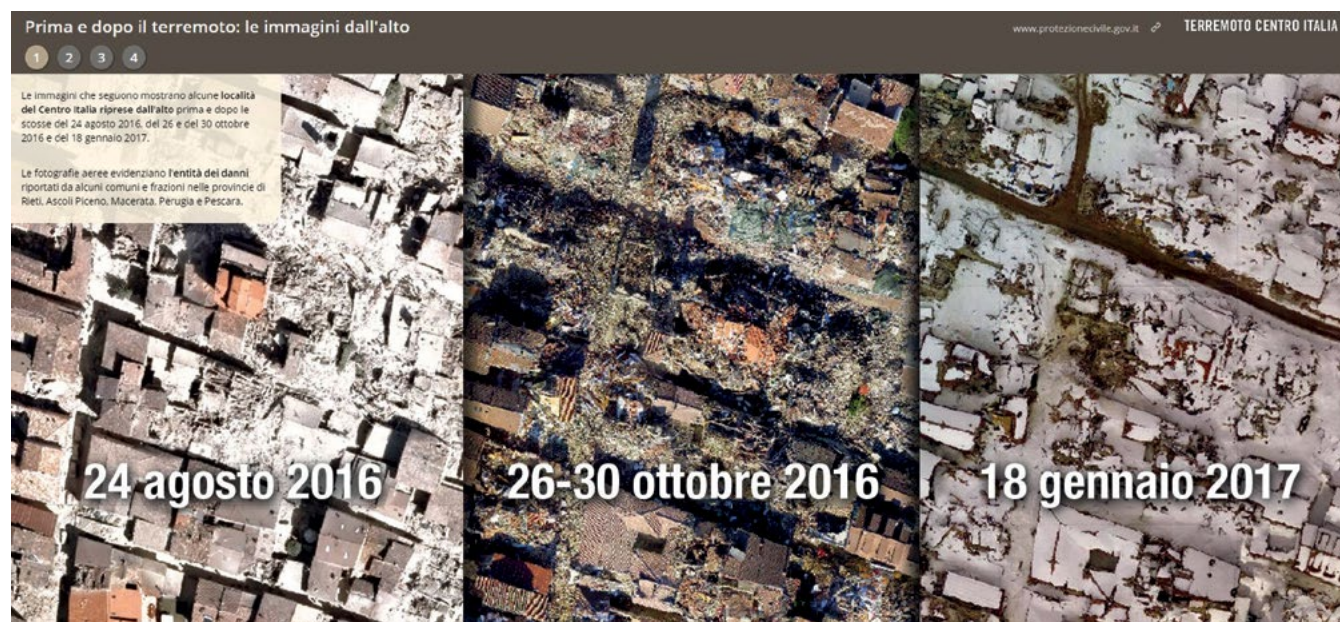 Prima e dopo il terremoto: le immagini dall'alto
www.protezionecivile.gov.it
TERREMOTO CENTRO ITALIA
1 2 3 4
Le immagini che seguono mostrano alcune località
del Centro Italia riprese dall'alto prima e dopo le
scosse del 24 agosto 2016, del 26 e del 30 ottobre
2016 e del 18 gennaio 2017.
Le fotografie aeree evidenziano l'entità dei danni
riportati da alcuni comuni e frazioni nelle provincie di
Rieti, Ascoli Piceno, Macerata, Perugia e Pescara.
24 agosto 2016
26-30 ottobre 2016
18 gennaio 2017